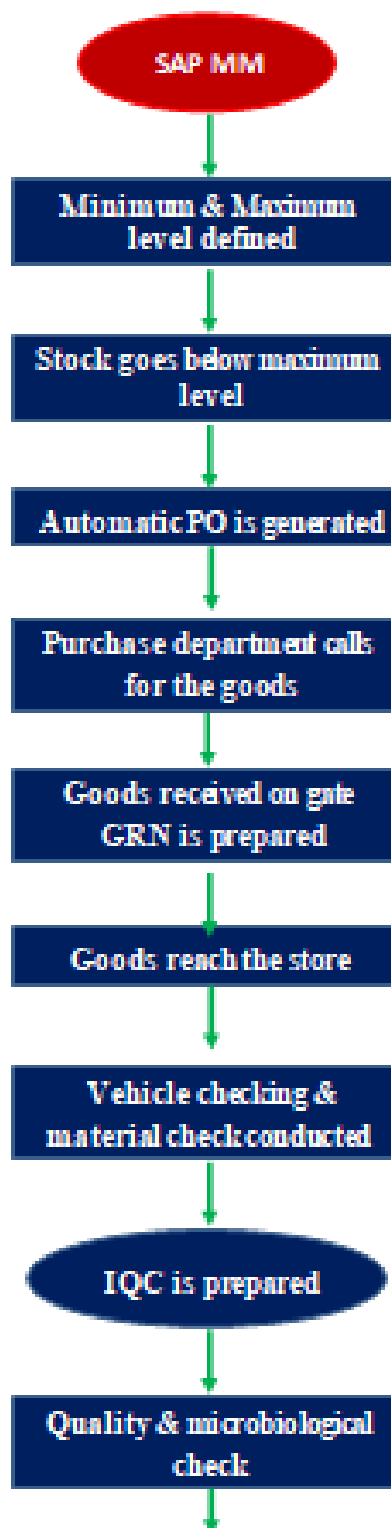 SAP MM
Minimum & Maximum
level defined
Stock goes below maximum
level
Automatic PO is generated
Purchase department calls
for the goods
Goods received on gate
GRN is prepared
Goods reach the store
Vehicle checking &
material check conducted
IQC is prepared
Quality & microbiological
check